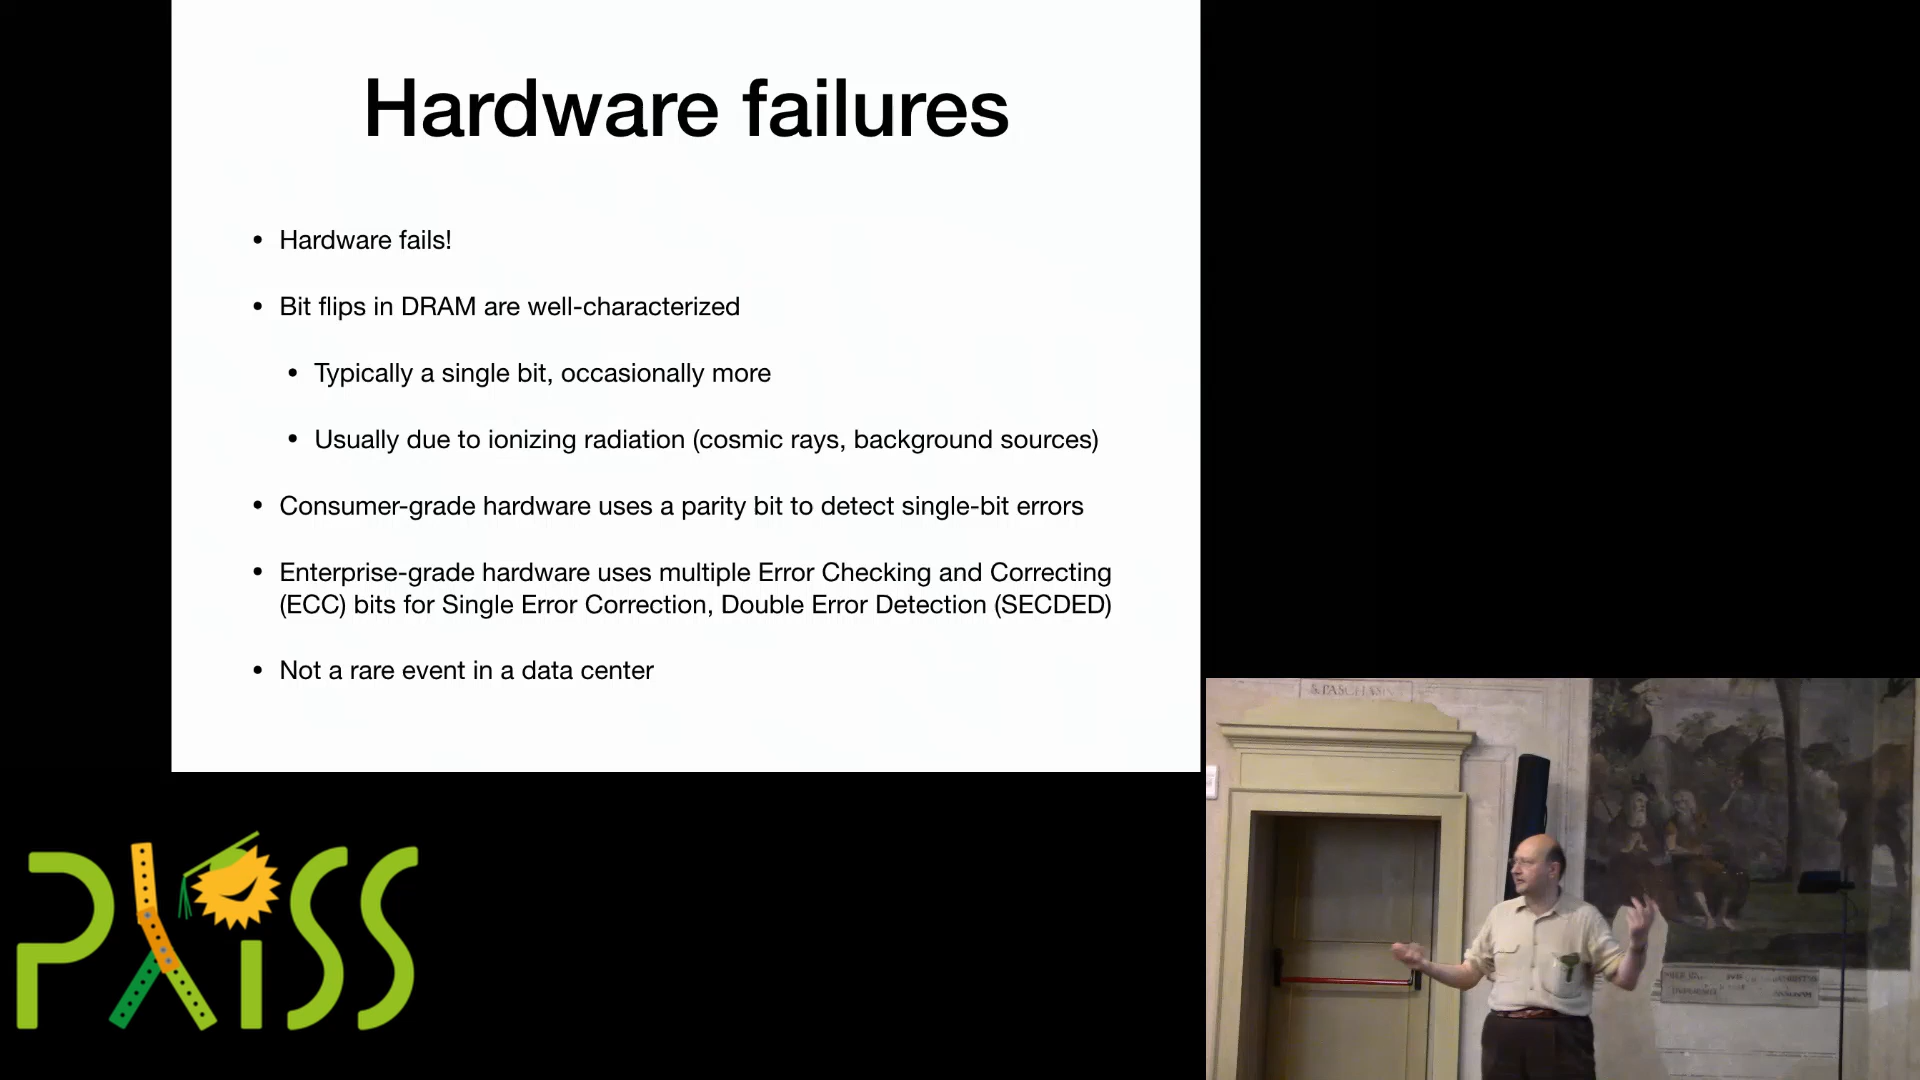 Hardware failures
• Hardware fails!
• Bit flips in DRAM are well-characterized
• Typically a single bit, occasionally more
• Usually due to ionizing radiation (cosmic rays, background sources)
• Consumer-grade hardware uses a parity bit to detect single-bit errors
• Enterprise-grade hardware uses multiple Error Checking and Correcting
(ECC) bits for Single Error Correction, Double Error Detection (SECDED)
• Not a rare event in a data center
PAISS